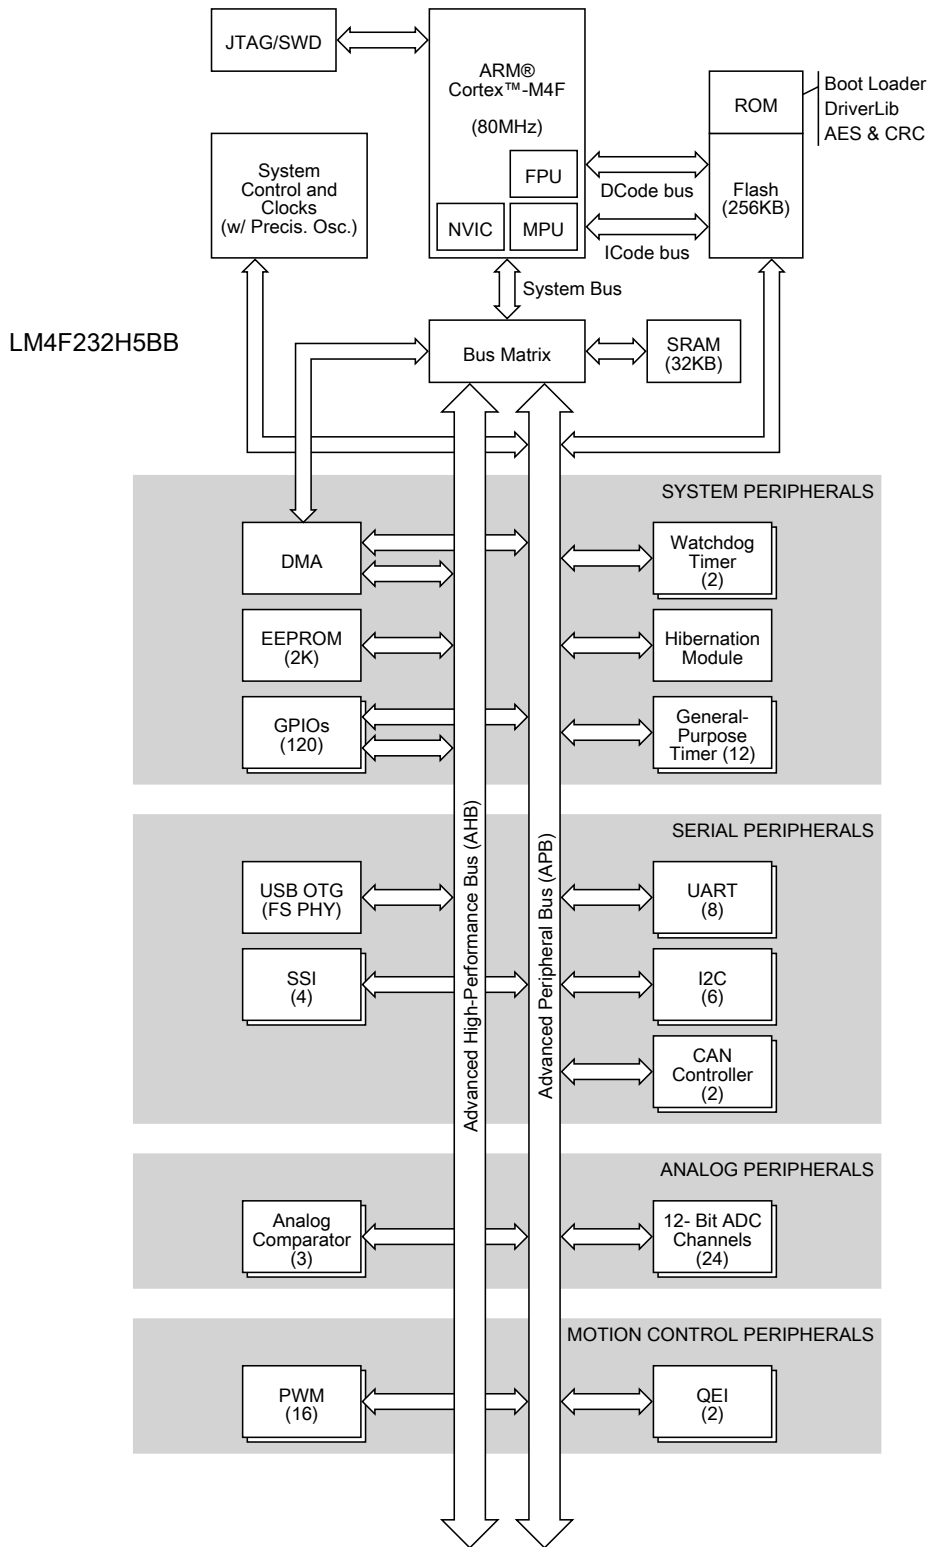 JTAG/SWD
ARM®
Cortex™-M4F
(80MHz)
FPU
NVIC
MPU
ROM
Boot Loader
DriverLib
AES & CRC
System
Control and
Clocks
(w/ Precis. Osc.)
DCode bus
Flash
(256KB)
ICode bus
System Bus
LM4F232H5BB
Bus Matrix
SRAM
(32KB)
SYSTEM PERIPHERALS
DMA
Watchdog
Timer
(2)
EEPROM
(2K)
Hibernation
Module
GPIOs
(120)
General-
Purpose
Timer (12)
Advanced High-Performance Bus (AHB)
Advanced Peripheral Bus (APB)
SERIAL PERIPHERALS
USB OTG
(FS PHY)
UART
(8)
SSI
(4)
I2C
(6)
CAN
Controller
(2)
ANALOG PERIPHERALS
Analog
Comparator
(3)
12- Bit ADC
Channels
(24)
MOTION CONTROL PERIPHERALS
PWM
(16)
QEI
(2)